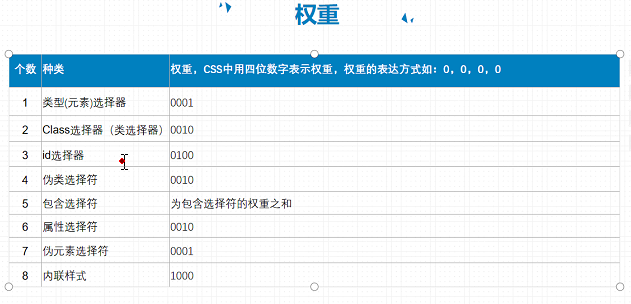 权重
个数 种类 权重，CSS中用四位数字表示权重，权重的表达方式如：0，0，0，0
1 类型(元素)选择器 0001
2 Class选择器（类选择器） 0010
3 id选择器 0100
4 伪类选择符 0010
5 包含选择符 为包含选择符的权重之和
6 属性选择符 0010
7 伪元素选择符 0001
8 内联样式 1000